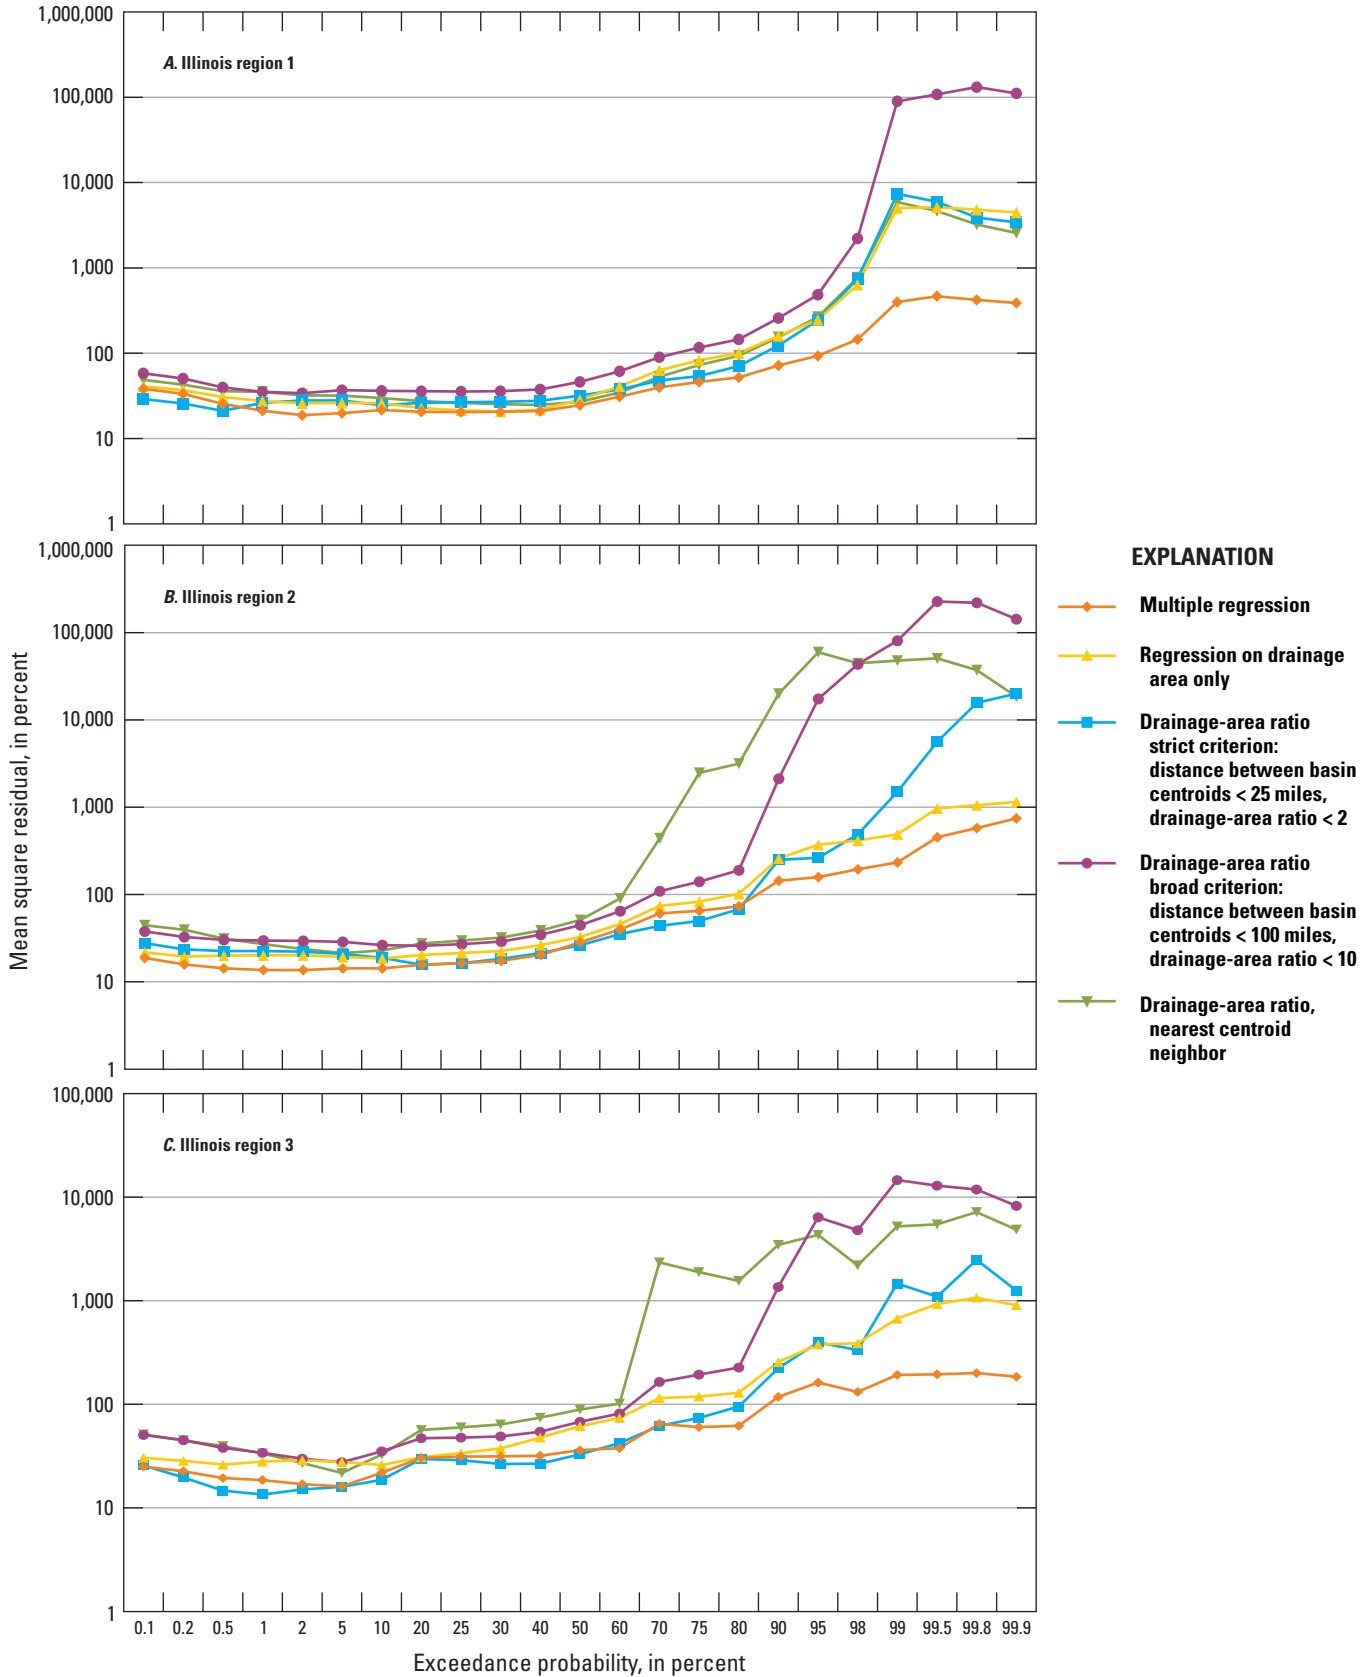 1,000,000
100,000
10,000
1,000
100
10
1
A. Illinois region 1
1,000,000
100,000
10,000
1,000
100
10
1
B. Illinois region 2
100,000
10,000
1,000
100
10
1
C. Illinois region 3
Mean square residual, in percent
0.1 0.2 0.5 1 2 5 10 20 25 30 40 50 60 70 75 80 90 95 98 99 99.5 99.8 99.9
Exceedance probability, in percent
EXPLANATION
Multiple regression
Regression on drainage
area only
Drainage-area ratio
strict criterion:
distance between basin
centroids < 25 miles,
drainage-area ratio < 2
Drainage-area ratio
broad criterion:
distance between basin
centroids < 100 miles,
drainage-area ratio < 10
Drainage-area ratio,
nearest centroid
neighbor